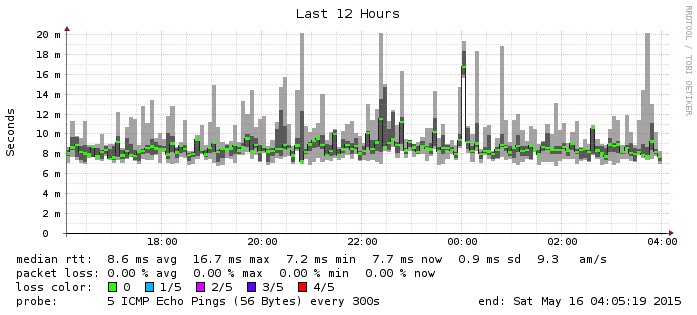 Last 12 Hours
RRDTOOL / TOBI OETIKER
Seconds
20 m
18 m
16 m
14 m
12 m
10 m
8 m
6 m
4 m
2 m
0
18:00 20:00 22:00 00:00 02:00 04:00
median rtt: 8.6 ms avg 16.7 ms max 7.2 ms min 7.7 ms now 0.9 ms sd 9.3 am/s
packet loss: 0.00 % avg 0.00 % max 0.00 % min 0.00 % now
loss color: 0 1/5 2/5 3/5 4/5
probe: 5 ICMP Echo Pings (56 Bytes) every 300s end: Sat May 16 04:05:19 2015